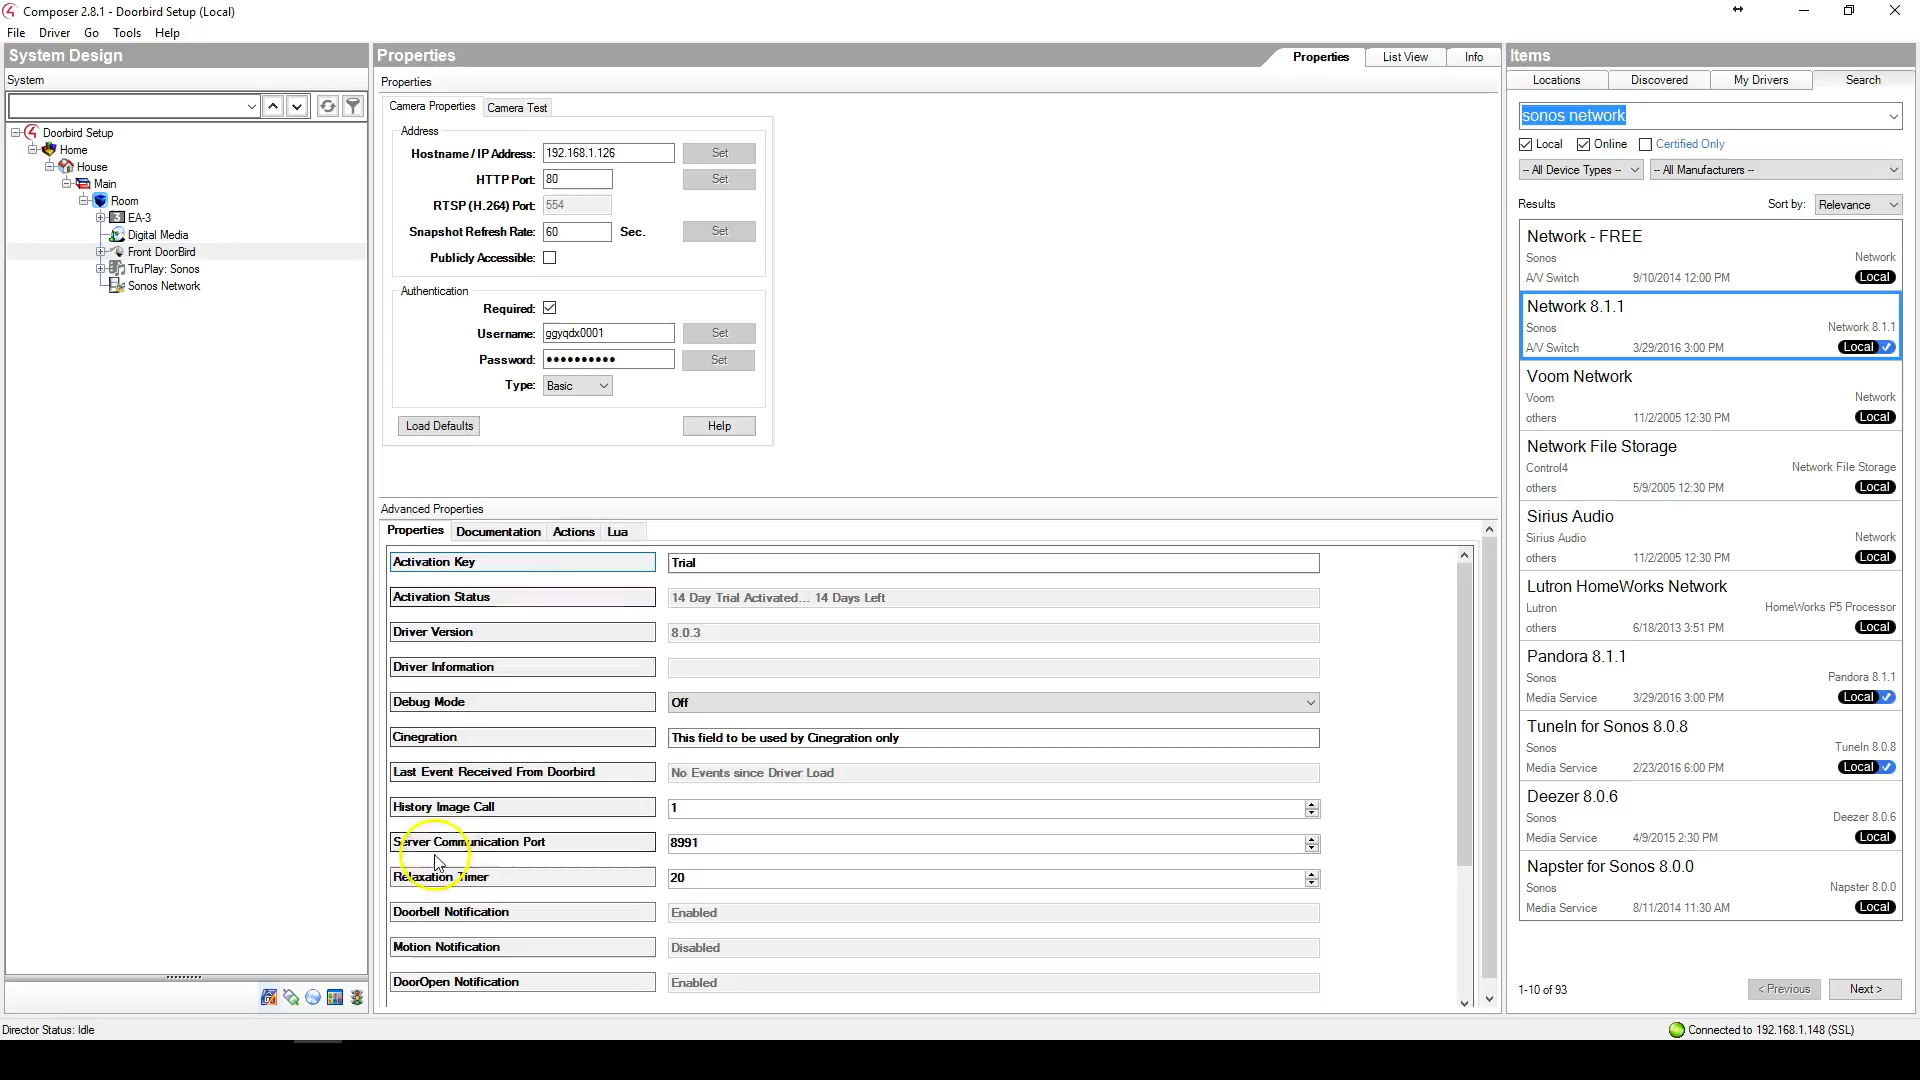 Composer 2.8.1 - Doorbird Setup (Local)
File Driver Go Tools Help
System Design
System
Doorbird Setup
Home
House
Main
Room
EA-3
Digital Media
Front DoorBird
TruPlay: Sonos
Sonos Network
Director Status: Idle
Properties
Properties List View Info
Properties
Camera Properties Camera Test
Address
Hostname / IP Address: 192.168.1.126 Set
HTTP Port: 80 Set
RTSP (H.264) Port: 554
Snapshot Refresh Rate: 60 Sec. Set
Publicly Accessible:
Authentication
Required:
Username: ggyqdx0001 Set
Password: ●●●●●●●●●● Set
Type: Basic
Load Defaults Help
Advanced Properties
Properties Documentation Actions Lua
Activation Key Trial
Activation Status 14 Day Trial Activated... 14 Days Left
Driver Version 8.0.3
Driver Information
Debug Mode Off
Cinegration This field to be used by Cinegration only
Last Event Received From Doorbird No Events since Driver Load
History Image Call 1
Server Communication Port 8991
Relaxation Timer 20
Doorbell Notification Enabled
Motion Notification Disabled
DoorOpen Notification Enabled
Items
Locations Discovered My Drivers Search
sonos network
Local Online Certified Only
-- All Device Types -- -- All Manufacturers --
Results Sort by: Relevance
Network - FREE
Sonos Network
A/V Switch 9/10/2014 12:00 PM Local
Network 8.1.1
Sonos Network 8.1.1
A/V Switch 3/29/2016 3:00 PM Local
Voom Network
Voom Network
others 11/2/2005 12:30 PM Local
Network File Storage
Control4 Network File Storage
others 5/9/2005 12:30 PM Local
Sirius Audio
Sirius Audio Network
others 11/2/2005 12:30 PM Local
Lutron HomeWorks Network
Lutron HomeWorks P5 Processor
others 6/18/2013 3:51 PM Local
Pandora 8.1.1
Sonos Pandora 8.1.1
Media Service 3/29/2016 3:00 PM Local
TuneIn for Sonos 8.0.8
Sonos TuneIn 8.0.8
Media Service 2/23/2016 6:00 PM Local
Deezer 8.0.6
Sonos Deezer 8.0.6
Media Service 4/9/2015 2:30 PM Local
Napster for Sonos 8.0.0
Sonos Napster 8.0.0
Media Service 8/11/2014 11:30 AM Local
1-10 of 93 < Previous Next >
Connected to 192.168.1.148 (SSL)